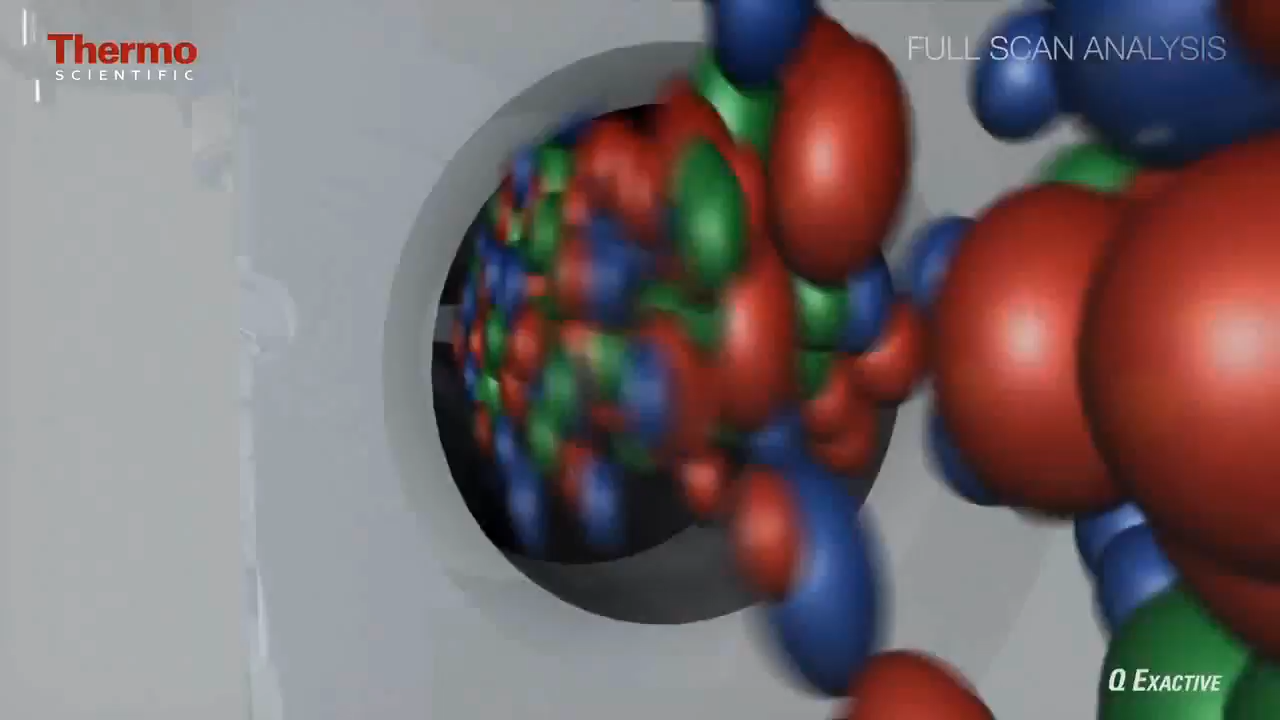 Thermo
SCIENTIFIC
FULL SCAN ANALYSIS
Q EXACTIVE